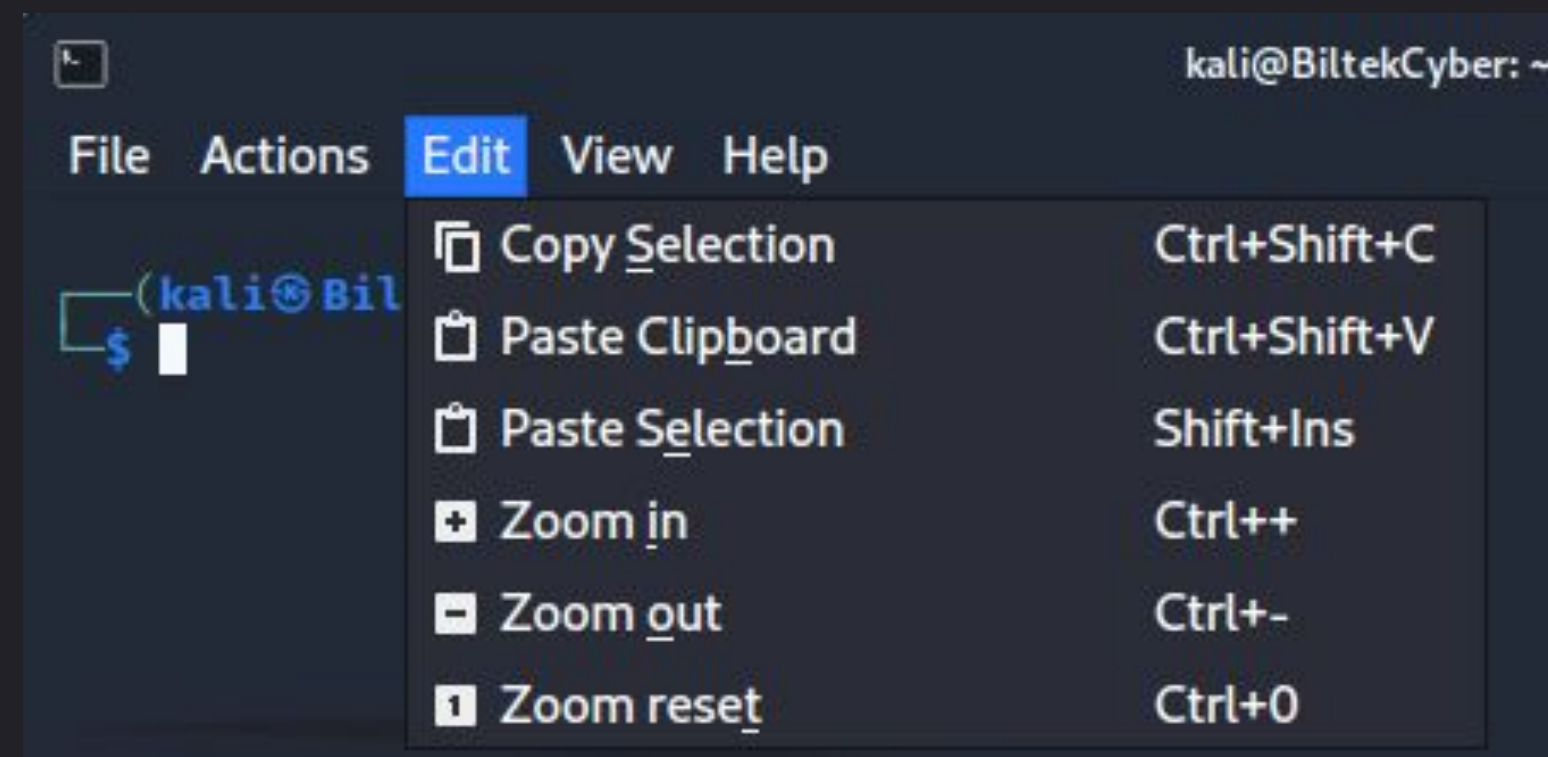 kali@BiltekCyber: ~
File Actions Edit View Help
(kali㉿Bil
$
Copy Selection Ctrl+Shift+C
Paste Clipboard Ctrl+Shift+V
Paste Selection Shift+Ins
Zoom in Ctrl++
Zoom out Ctrl+-
Zoom reset Ctrl+0